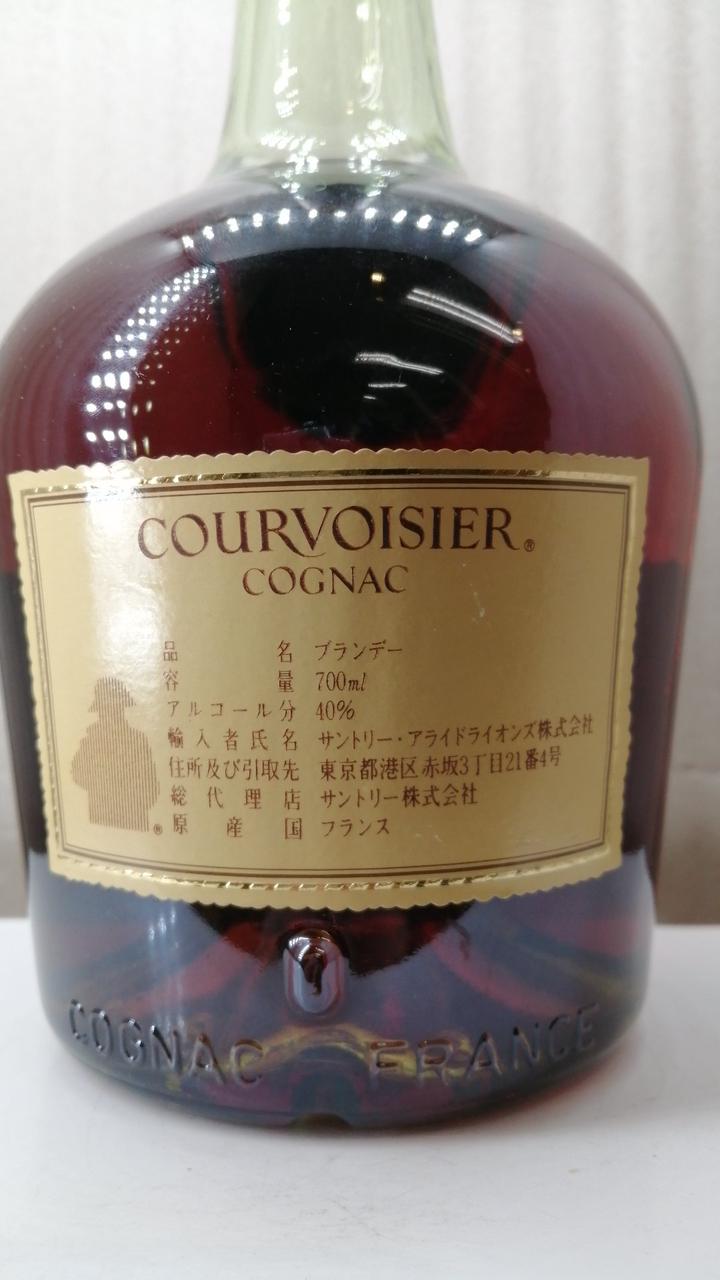 COURVOISIER®
COGNAC
品名 ブランデー
容量 700ml
アルコール分 40%
輸入者氏名 サントリー・アライドライオンズ株式会社
住所及び引取先 東京都港区赤坂3丁目21番4号
総代理店 サントリー株式会社
®
原産国 フランス
COGNAC FRANCE